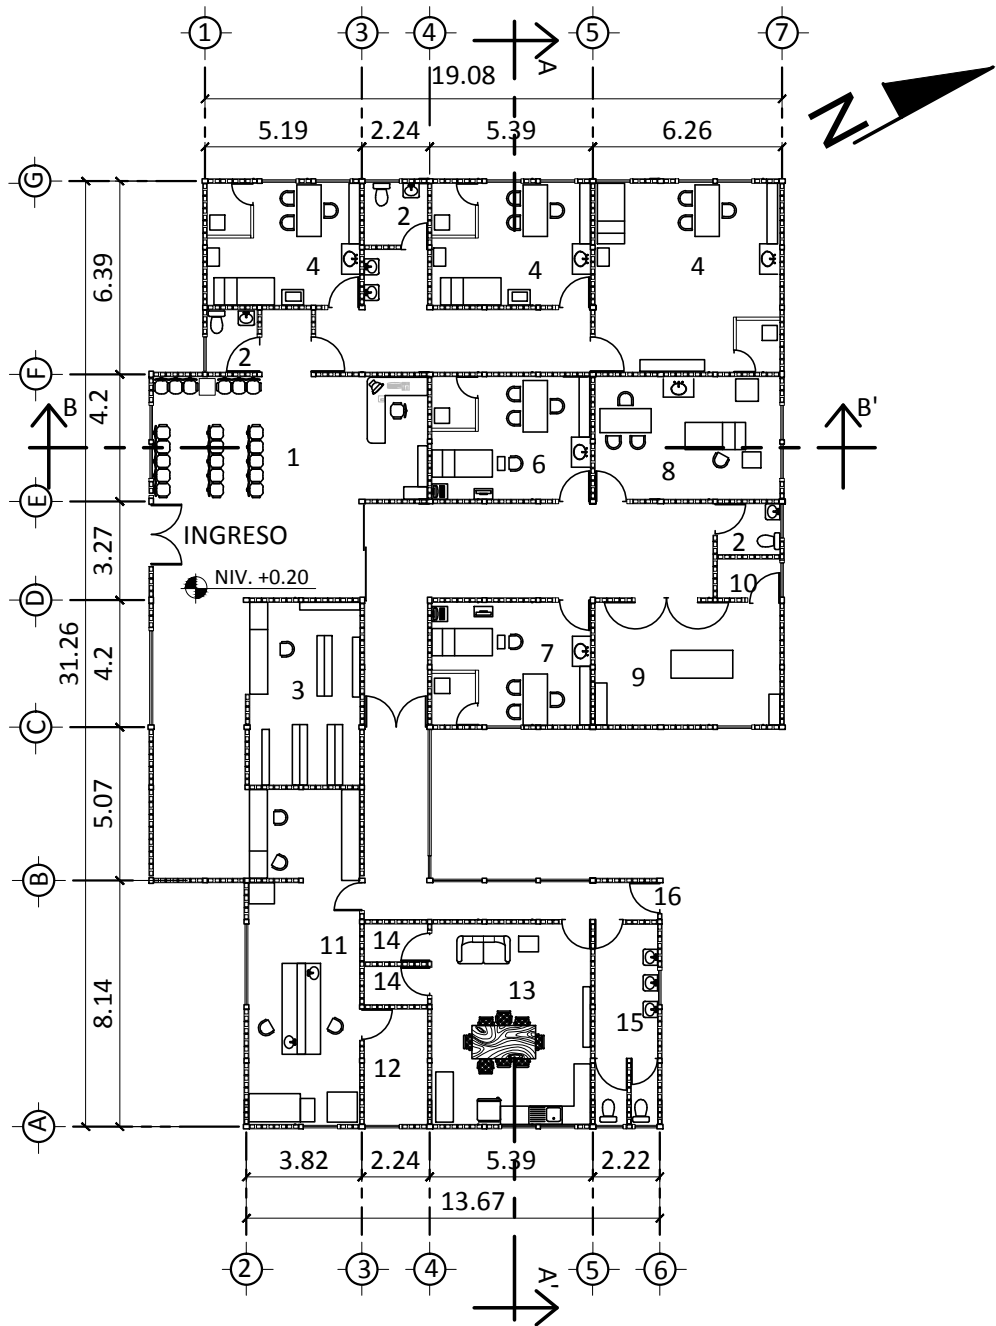 1 3 4 5 7
A
19.08
N
5.19 2.24 5.39 6.26
G
2
4 4 4
6.39
2
F
4.2
B B'
1 6 8
E
INGRESO
3.27
2
NIV. +0.20
10
D
31.26
4.2
7
3 9
C
5.07
B
16
11 14
14
13
8.14
15
12
A
3.82 2.24 5.39 2.22
13.67
2 3 4 5 6
A'